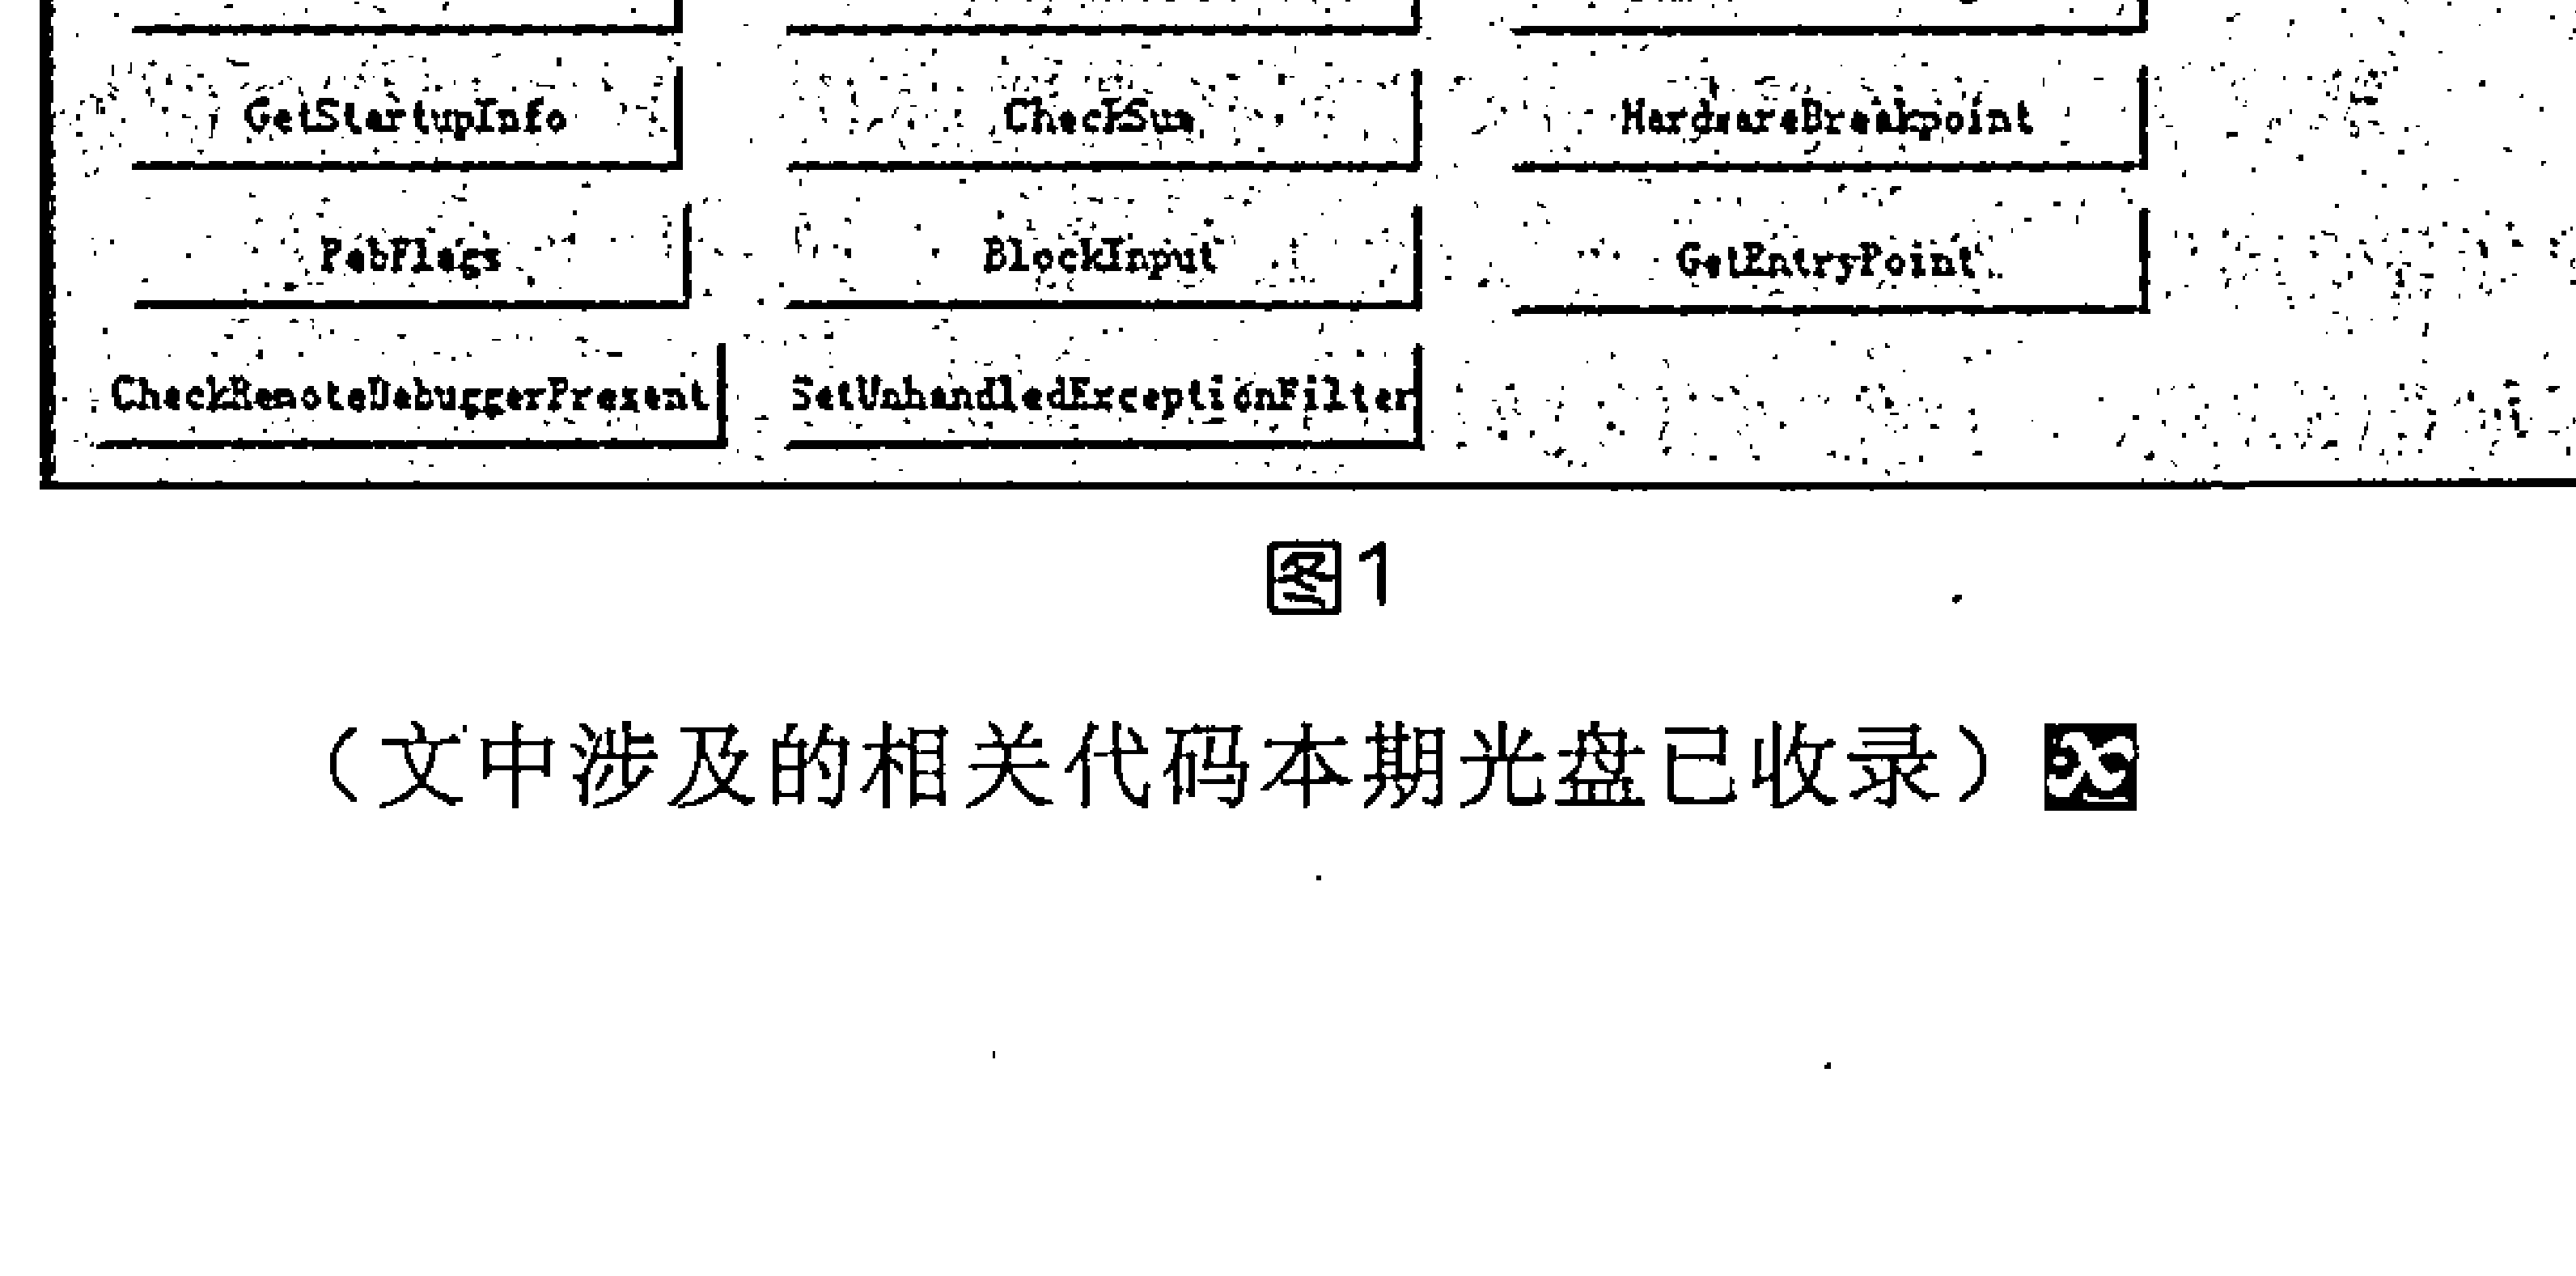 GetStartupInfo CheckSum HardwareBreakpoint
PebFlags BlockInput GetEntryPoint
CheckRemoteDebuggerPresent SetUnhandledExceptionFilter
图1
（文中涉及的相关代码本期光盘已收录）